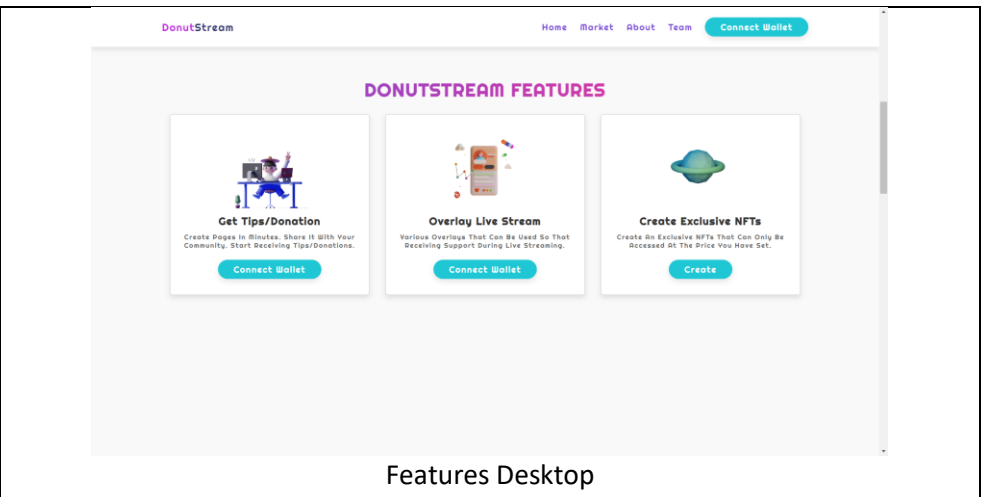 DonutStream
Home Market About Team Connect Wallet
DONUTSTREAM FEATURES
Get Tips/Donation
Create Pages In Minutes. Share It With Your
Community. Start Receiving Tips/Donations.
Connect Wallet
Overlay Live Stream
Various Overlays That Can Be Used So That
Receiving Support During Live Streaming.
Connect Wallet
Create Exclusive NFTs
Create An Exclusive NFTs That Can Only Be
Accessed At The Price You Have Set.
Create
Features Desktop